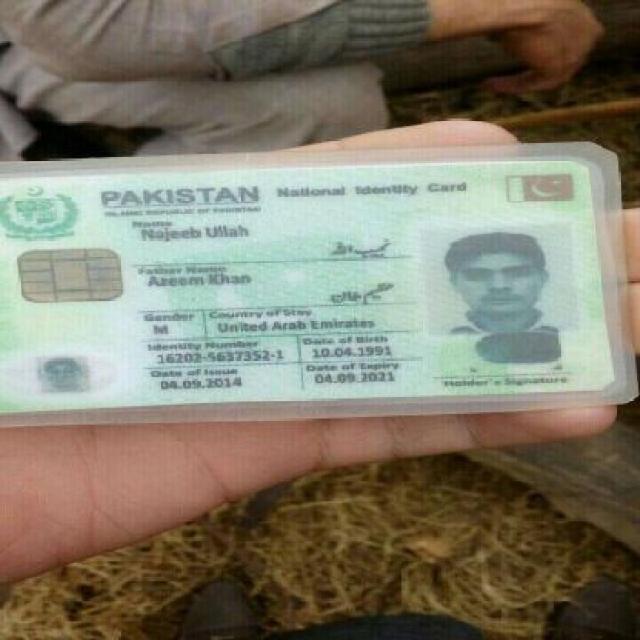 PAKISTAN National Identity Card
ISLAMIC REPUBLIC OF PAKISTAN
Name
Najeeb Ullah
نجیب اللہ
Father Name
Azeem Khan
عظیم خان
Gender Country of Stay
M United Arab Emirates
Identity Number Date of Birth
16202-5637352-1 10.04.1991
Date of Issue Date of Expiry
04.09.2014 04.09.2021
Holder's Signature